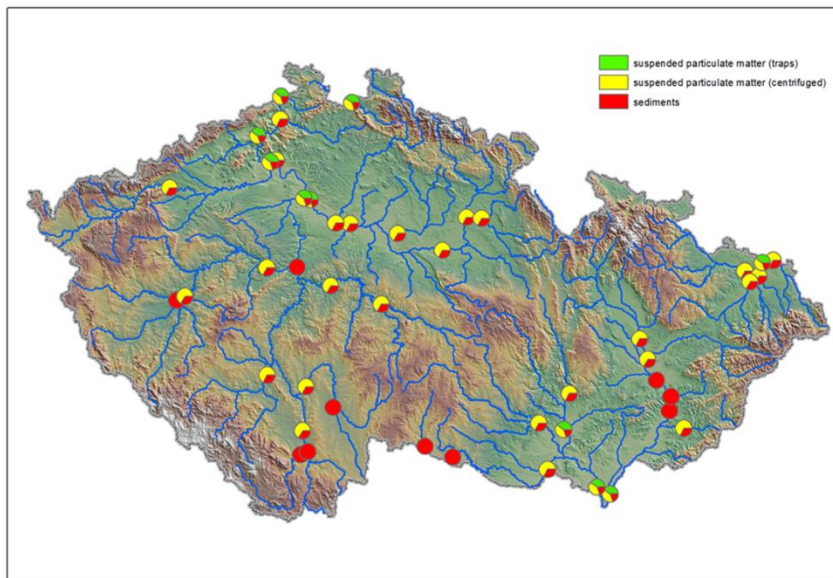 suspended particulate matter (traps)
suspended particulate matter (centrifuged)
sediments